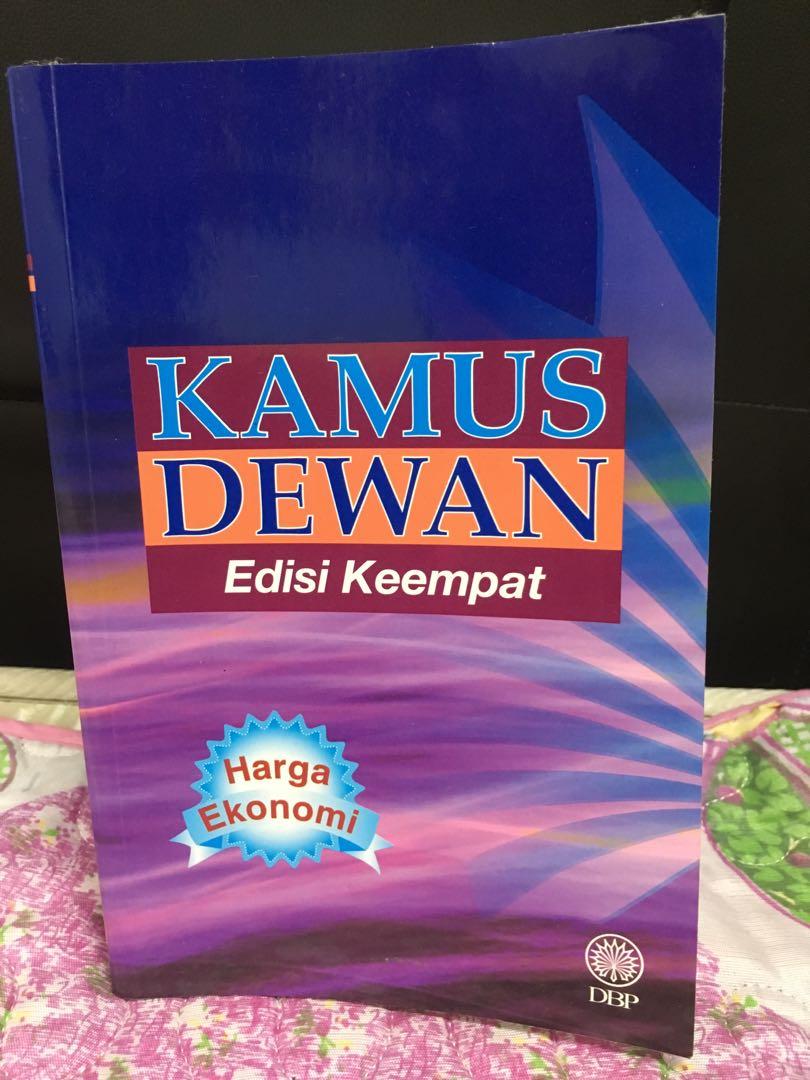 KAMUS
DEWAN
Edisi Keempat
Harga
Ekonomi
DBP